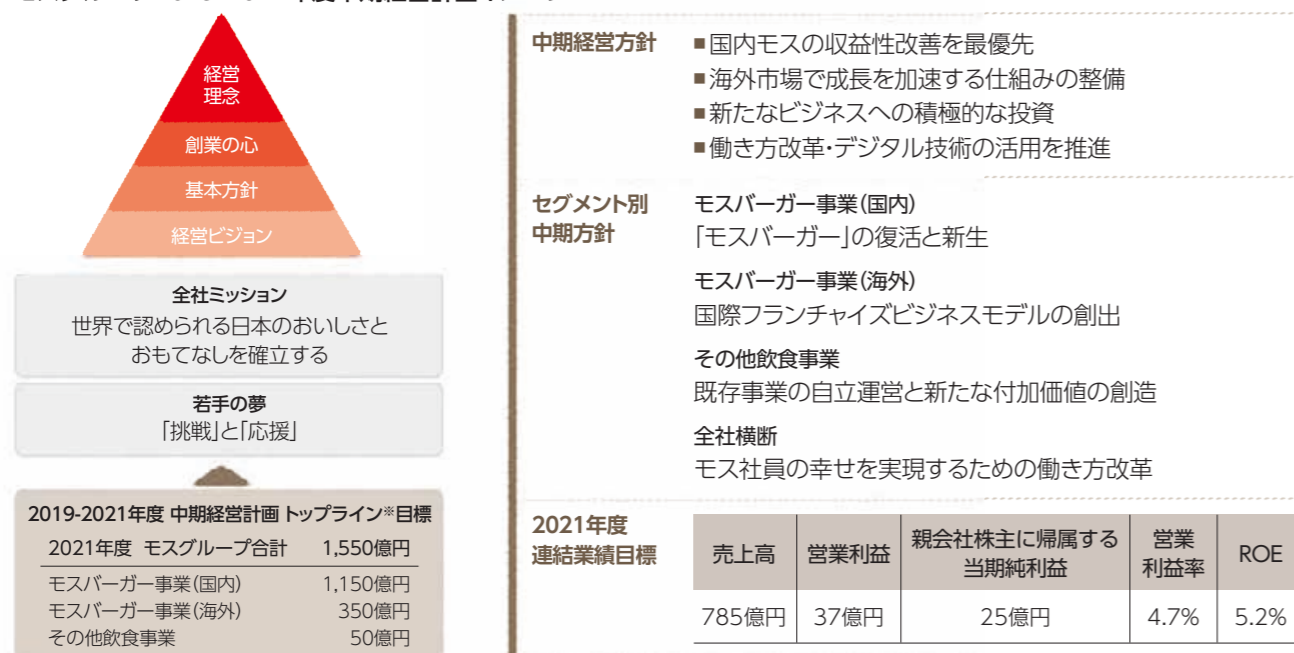 経営
理念
創業の心
基本方針
経営ビジョン
全社ミッション
世界で認められる日本のおいしさと
おもてなしを確立する
若手の夢
「挑戦」と「応援」
2019-2021年度 中期経営計画 トップライン※目標
2021年度 モスグループ合計 1,550億円
モスバーガー事業(国内) 1,150億円
モスバーガー事業(海外) 350億円
その他飲食事業 50億円
中期経営方針
■国内モスの収益性改善を最優先
■海外市場で成長を加速する仕組みの整備
■新たなビジネスへの積極的な投資
■働き方改革・デジタル技術の活用を推進
セグメント別
中期方針
モスバーガー事業(国内)
「モスバーガー」の復活と新生
モスバーガー事業(海外)
国際フランチャイズビジネスモデルの創出
その他飲食事業
既存事業の自立運営と新たな付加価値の創造
全社横断
モス社員の幸せを実現するための働き方改革
2021年度
連結業績目標
売上高 営業利益 親会社株主に帰属する当期純利益 営業利益率 ROE
785億円 37億円 25億円 4.7% 5.2%